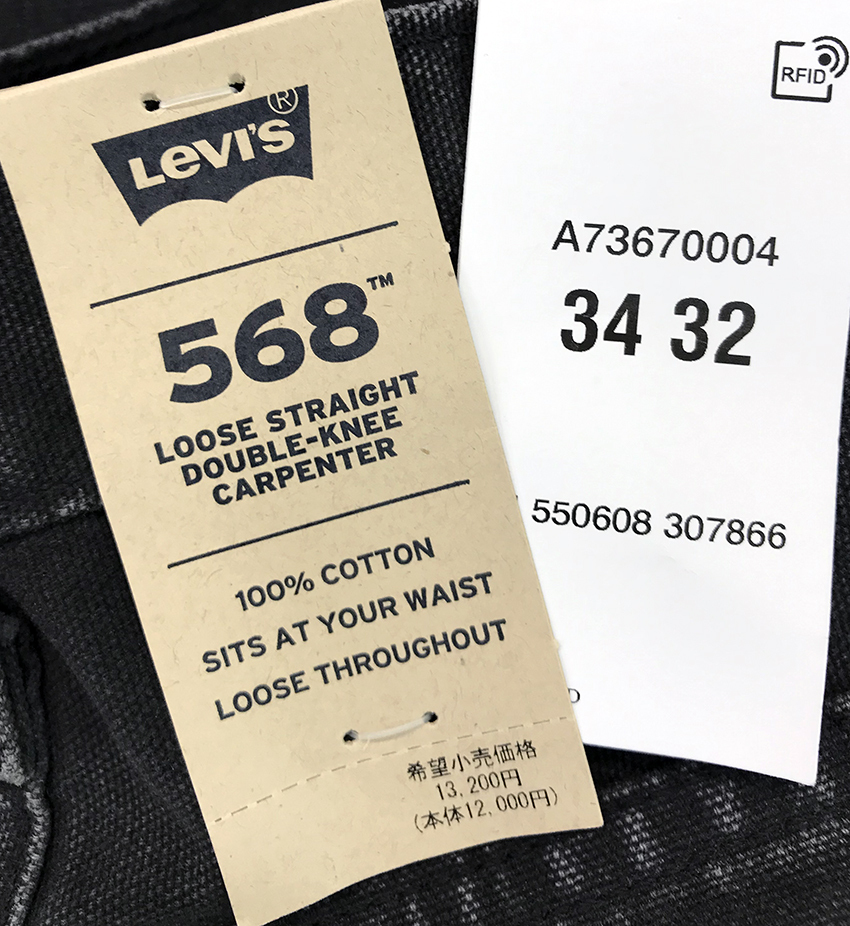 Levi's®
568™
LOOSE STRAIGHT
DOUBLE-KNEE
CARPENTER
100% COTTON
SITS AT YOUR WAIST
LOOSE THROUGHOUT
希望小売価格
13,200円
(本体12,000円)
RFID
A73670004
34 32
550608 307866
D